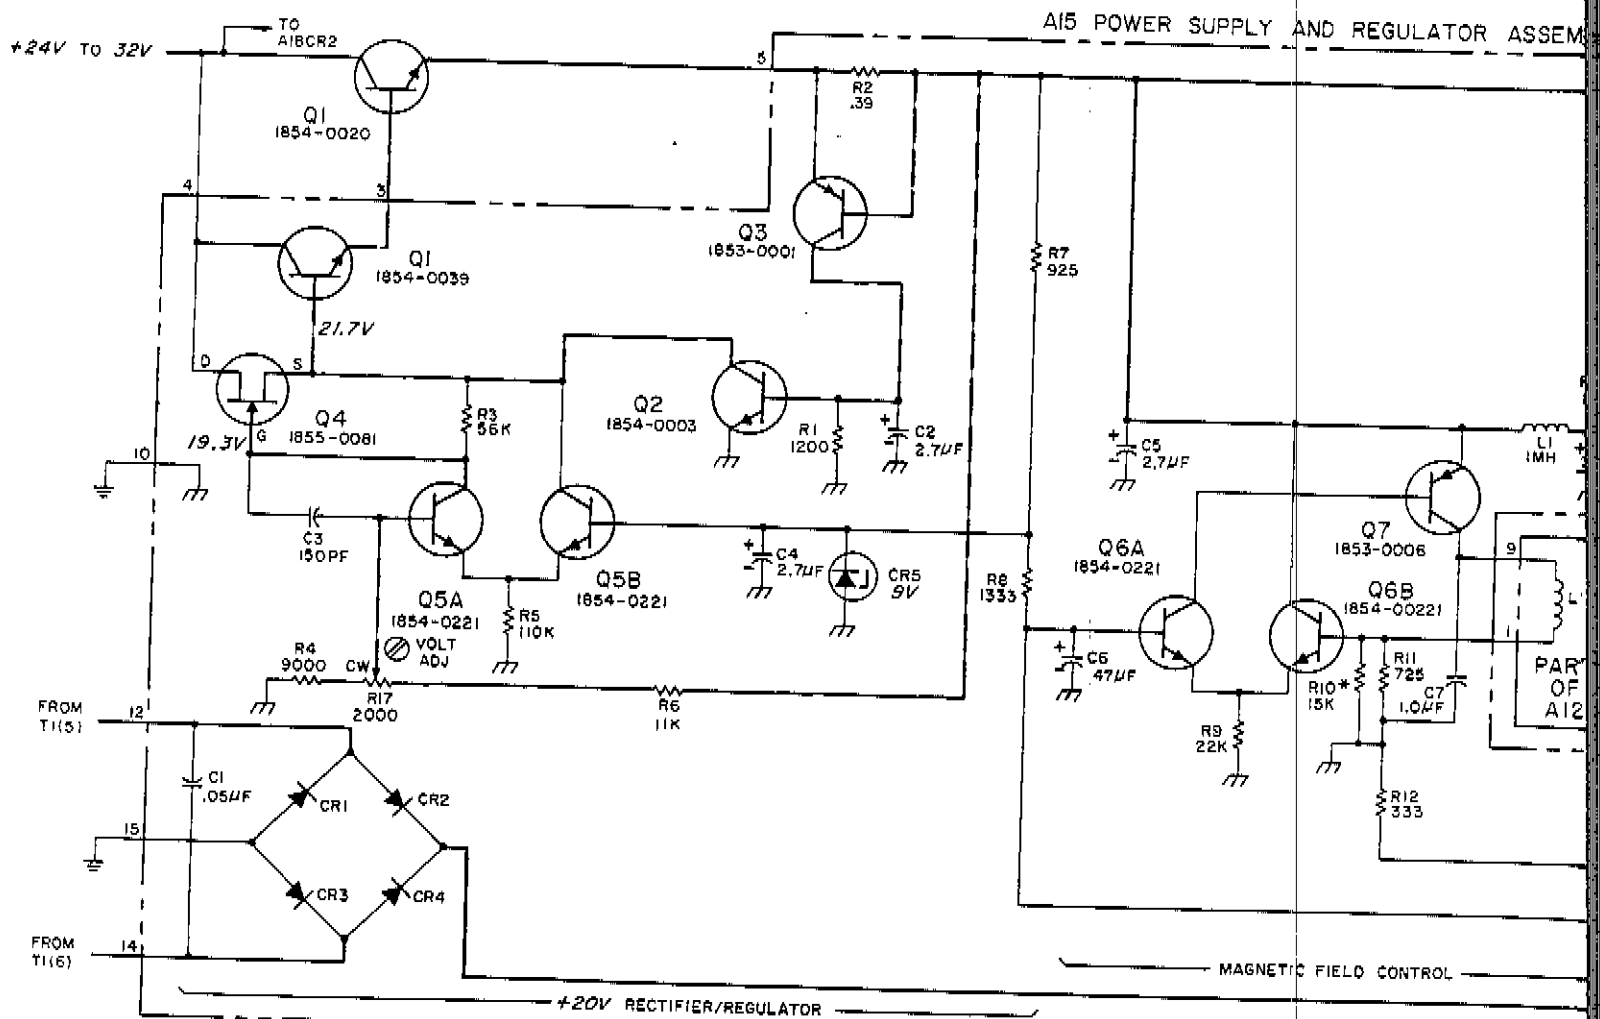 A15 POWER SUPPLY AND REGULATOR ASSEM
TO
A18CR2
+24V TO 32V
5
R2
.39
Q1
1854-0020
4
3
Q3
1853-0001
R7
925
Q1
1854-0039
21.7V
D
S
Q4
1855-0081
G
19.3V
R3
56K
Q2
1854-0003
R1
1200
C2
2.7µF
C5
2.7µF
L1
1MH
10
C3
150PF
Q7
1853-0006
9
C4
2.7µF
CR5
9V
Q6A
1854-0221
Q5B
1854-0221
R8
1333
Q6B
1854-00221
L
Q5A
1854-0221
R5
110K
VOLT
ADJ
1
R4
9000
CW
R17
2000
R6
11K
C6
.47µF
R10*
15K
R11
725
C7
1.0µF
PAR
OF
A12
FROM
T1(5)
12
R9
22K
C1
.05µF
CR1
CR2
R12
333
15
CR3
CR4
FROM
T1(6)
14
MAGNETIC FIELD CONTROL
+20V RECTIFIER/REGULATOR